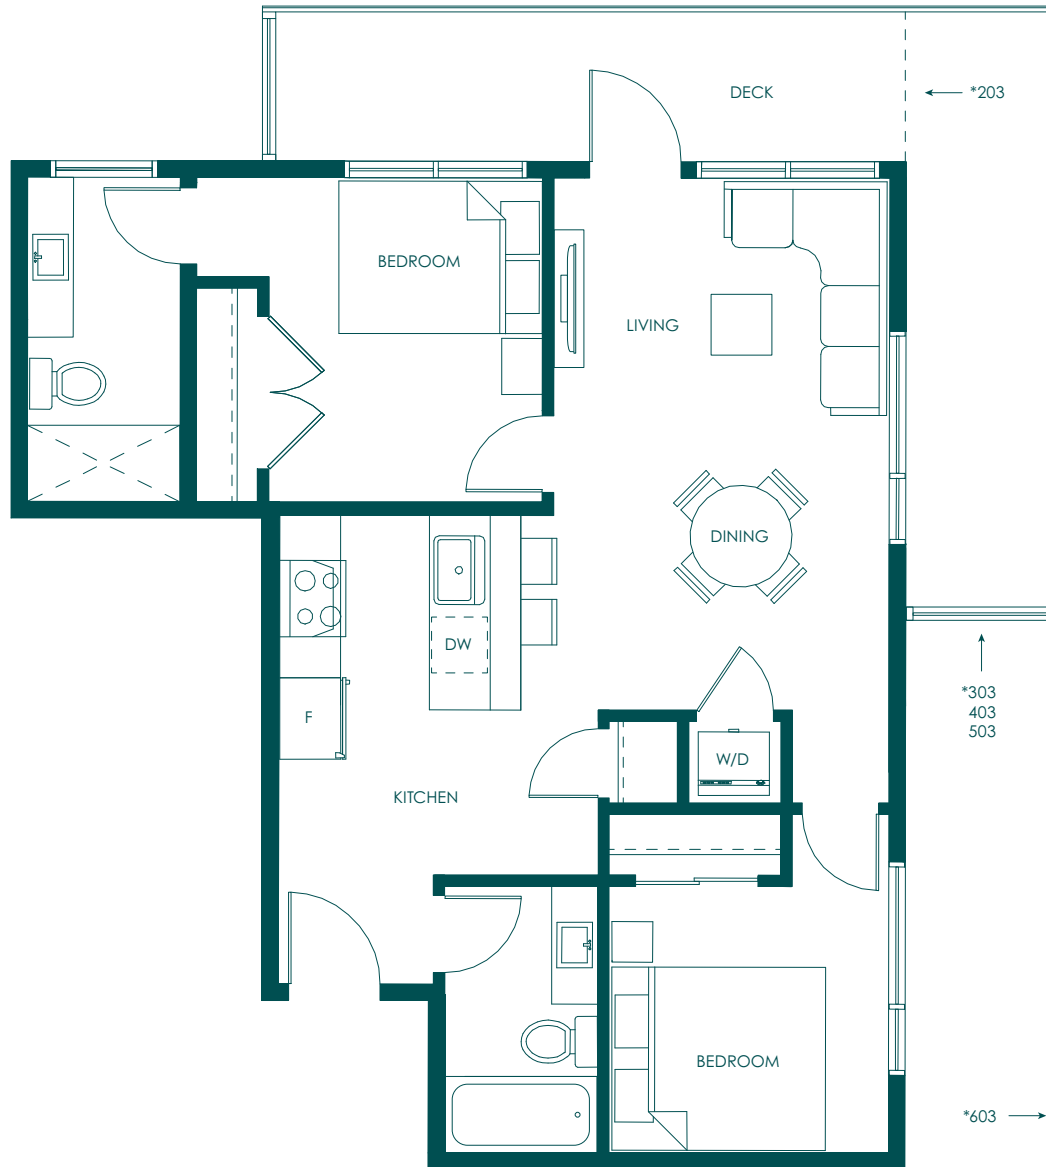 DECK
*203
BEDROOM
LIVING
DINING
DW
F
*303
403
503
W/D
KITCHEN
BEDROOM
*603